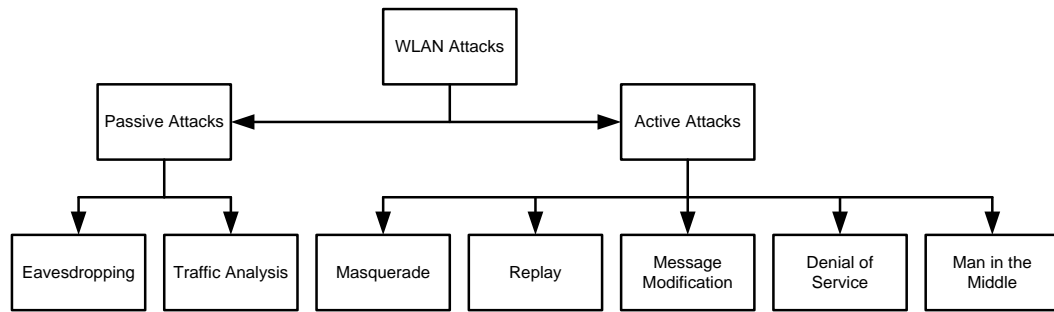 WLAN Attacks
Passive Attacks
Active Attacks
Eavesdropping
Traffic Analysis
Masquerade
Replay
Message
Modification
Denial of
Service
Man in the
Middle